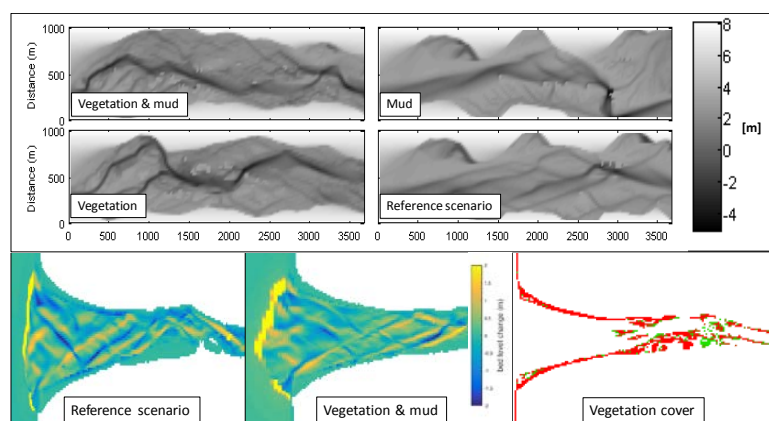 1000
500
0
Distance (m)
Vegetation & mud
Mud
1000
500
0
Distance (m)
Vegetation
Reference scenario
0 500 1000 1500 2000 2500 3000 3500
0 500 1000 1500 2000 2500 3000 3500
8
6
4
2
0
-2
-4
[m]
Reference scenario
Vegetation & mud
bed level change (m)
Vegetation cover